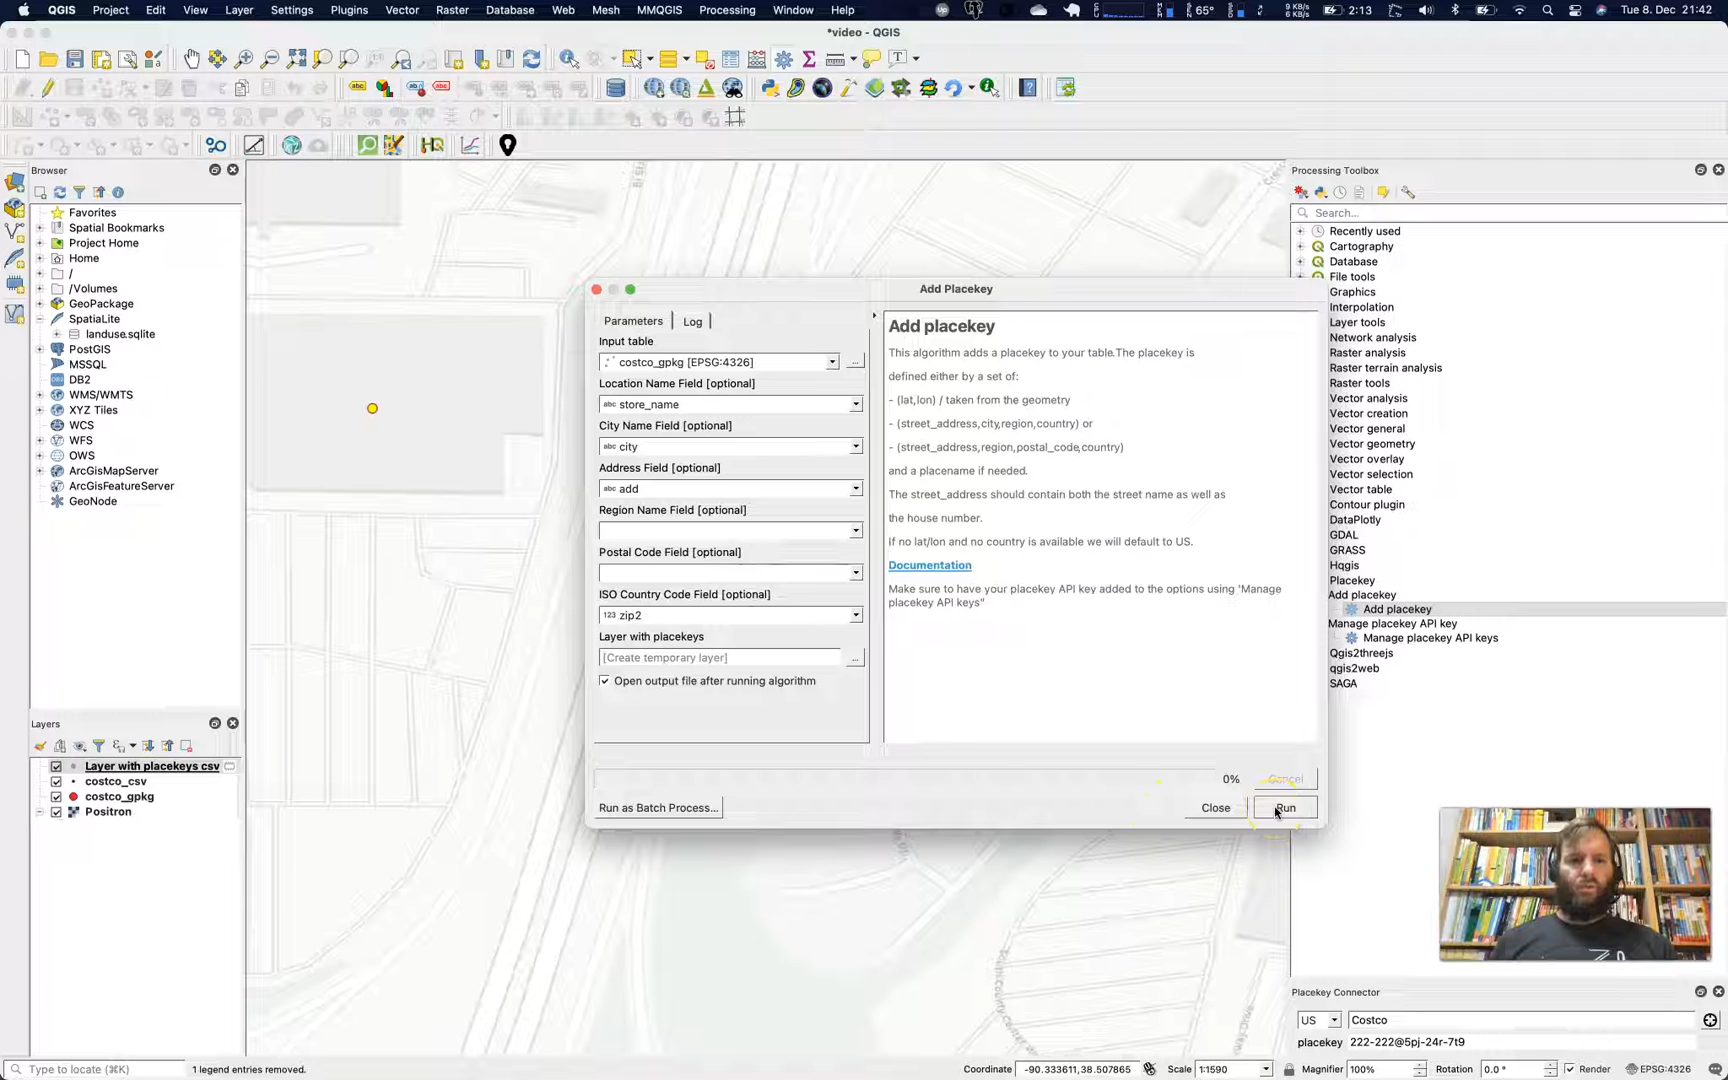 QGIS Project Edit View Layer Settings Plugins Vector Raster Database Web Mesh MMQGIS Processing Window Help 65° 9 KB/s 6 KB/s 2:13 Tue 8. Dec 21:42
*video - QGIS
Browser
Favorites
Spatial Bookmarks
Project Home
Home
/
/Volumes
GeoPackage
SpatiaLite
landuse.sqlite
PostGIS
MSSQL
DB2
WMS/WMTS
XYZ Tiles
WCS
WFS
OWS
ArcGisMapServer
ArcGisFeatureServer
GeoNode
Layers
Layer with placekeys csv
costco_csv
costco_gpkg
Positron
Add Placekey
Parameters Log
Input table
costco_gpkg [EPSG:4326]
Location Name Field [optional]
abc store_name
City Name Field [optional]
abc city
Address Field [optional]
abc add
Region Name Field [optional]
Postal Code Field [optional]
ISO Country Code Field [optional]
123 zip2
Layer with placekeys
[Create temporary layer]
Open output file after running algorithm
Add placekey
This algorithm adds a placekey to your table.The placekey is
defined either by a set of:
- (lat,lon) / taken from the geometry
- (street_address,city,region,country) or
- (street_address,region,postal_code,country)
and a placename if needed.
The street_address should contain both the street name as well as
the house number.
If no lat/lon and no country is available we will default to US.
Documentation
Make sure to have your placekey API key added to the options using 'Manage
placekey API keys"
0% Cancel
Run as Batch Process... Close Run
Processing Toolbox
Search...
Recently used
Cartography
Database
File tools
Graphics
Interpolation
Layer tools
Network analysis
Raster analysis
Raster terrain analysis
Raster tools
Vector analysis
Vector creation
Vector general
Vector geometry
Vector overlay
Vector selection
Vector table
Contour plugin
DataPlotly
GDAL
GRASS
Hqgis
Placekey
Add placekey
Add placekey
Manage placekey API key
Manage placekey API keys
Qgis2threejs
qgis2web
SAGA
Placekey Connector
US Costco
placekey 222-222@5pj-24r-7t9
Type to locate (⌘K) 1 legend entries removed. Coordinate -90.333611,38.507865 Scale 1:1590 Magnifier 100% Rotation 0.0 ° Render EPSG:4326